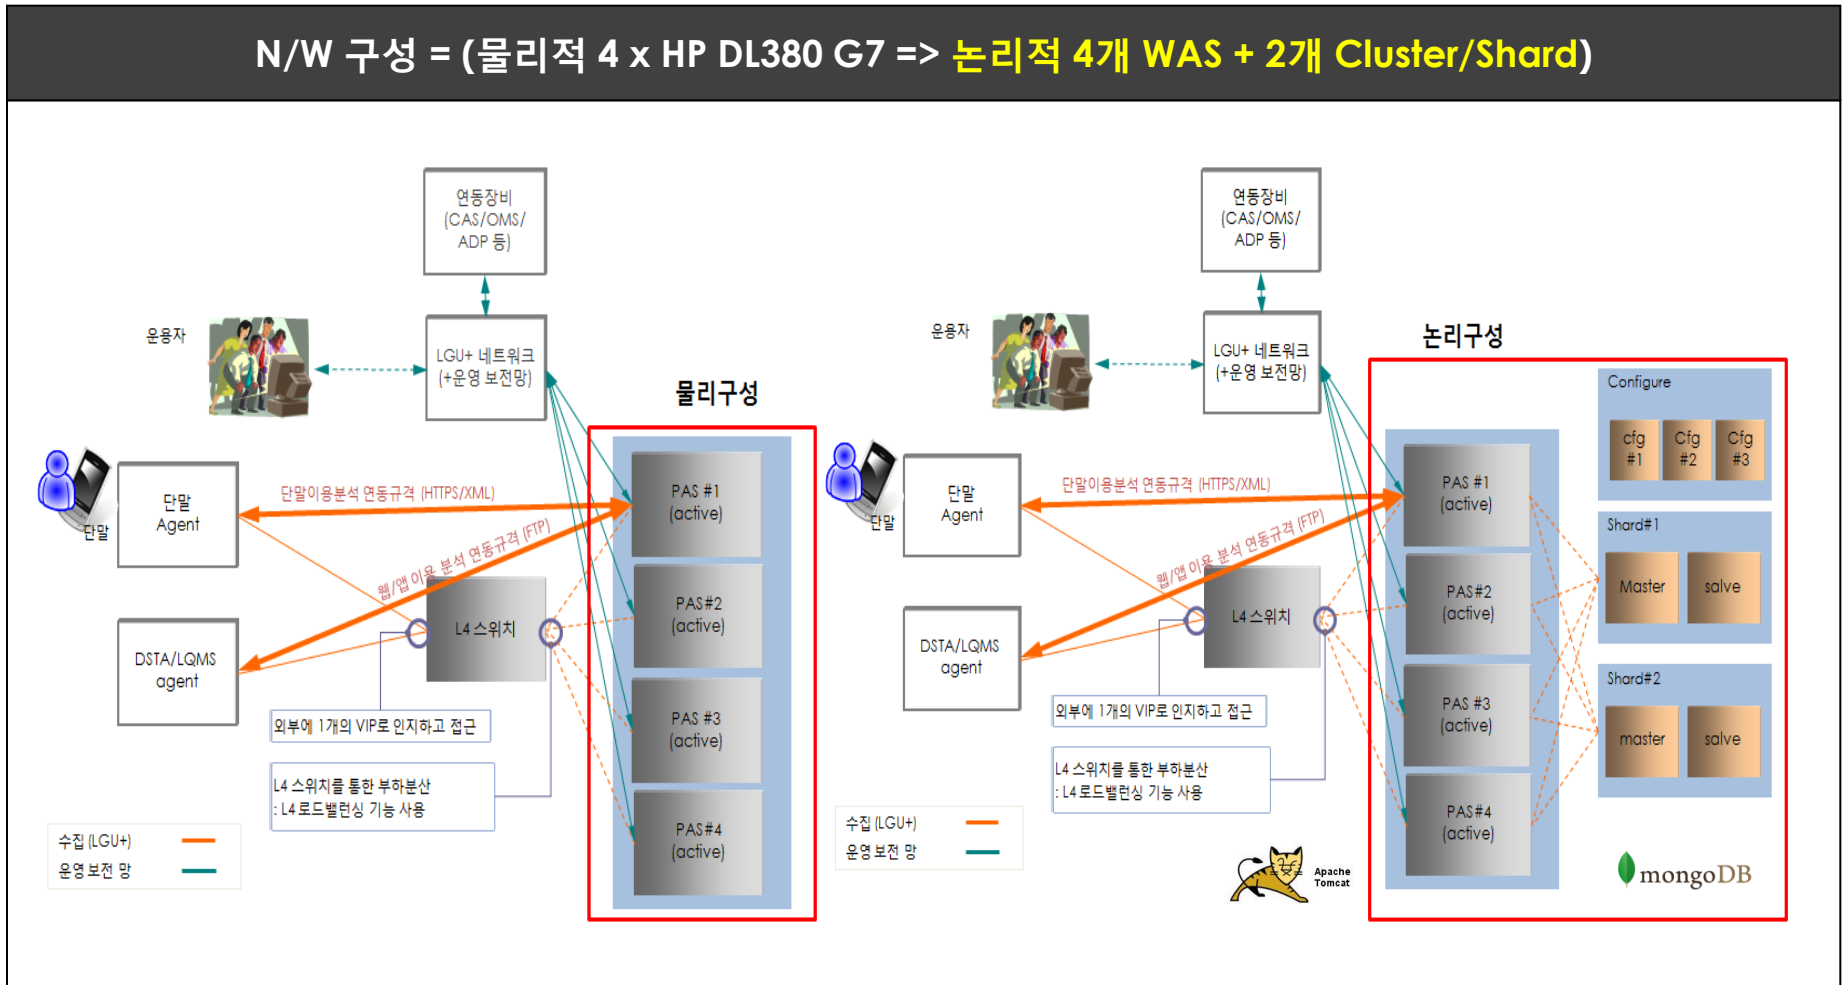 N/W 구성 = (물리적 4 x HP DL380 G7 => 논리적 4개 WAS + 2개 Cluster/Shard)
연동장비
(CAS/OMS/
ADP 등)
운용자
LGU+ 네트워크
(+운영 보전망)
물리구성
단말
단말
Agent
단말이용분석 연동규격 (HTTPS/XML)
웹/앱 이용 분석 연동규격 (FTP)
DSTA/LQMS
agent
L4 스위치
PAS #1
(active)
PAS#2
(active)
PAS #3
(active)
PAS#4
(active)
외부에 1개의 VIP로 인지하고 접근
L4 스위치를 통한 부하분산
: L4 로드밸런싱 기능 사용
수집 (LGU+)
운영 보전 망
연동장비
(CAS/OMS/
ADP 등)
운용자
LGU+ 네트워크
(+운영 보전망)
논리구성
단말
단말
Agent
단말이용분석 연동규격 (HTTPS/XML)
웹/앱 이용 분석 연동규격 (FTP)
DSTA/LQMS
agent
L4 스위치
PAS #1
(active)
PAS#2
(active)
PAS #3
(active)
PAS#4
(active)
Configure
cfg
#1
Cfg
#2
Cfg
#3
Shard#1
Master
salve
Shard#2
master
salve
외부에 1개의 VIP로 인지하고 접근
L4 스위치를 통한 부하분산
: L4 로드밸런싱 기능 사용
수집 (LGU+)
운영 보전 망
Apache
Tomcat
mongoDB